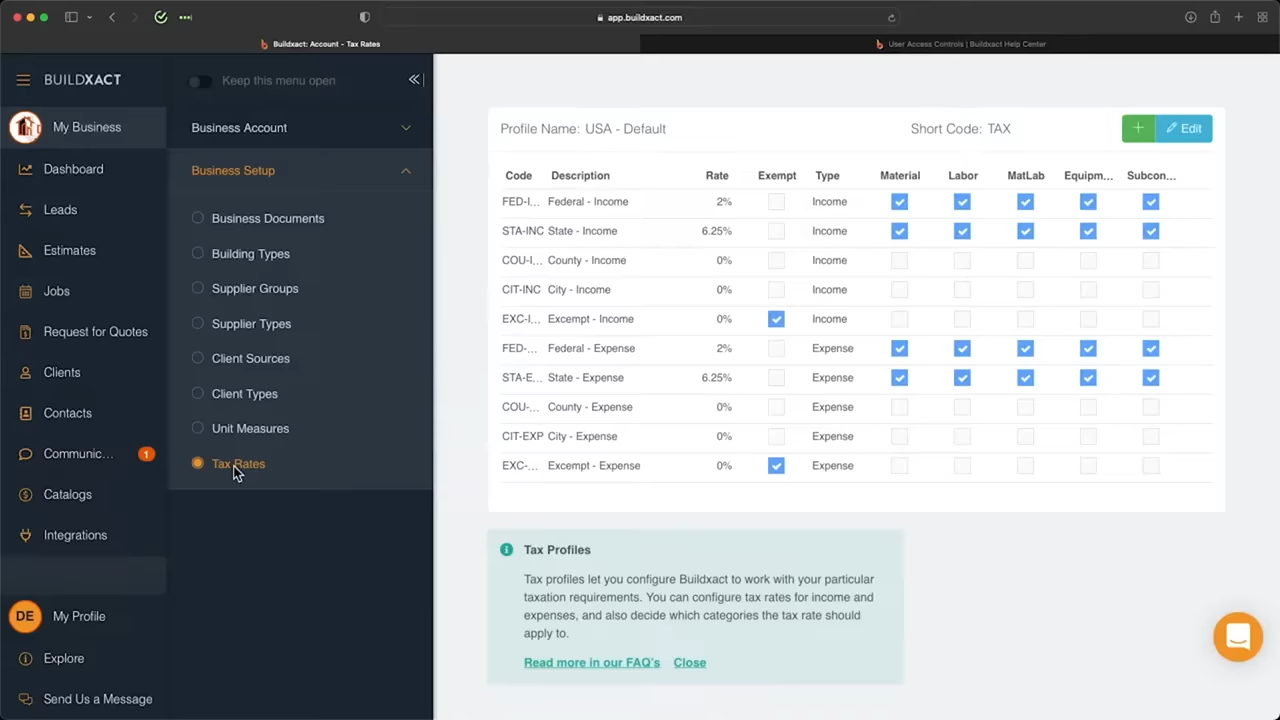 app.buildxact.com
Buildxact: Account - Tax Rates
User Access Controls | Buildxact Help Center
BUILDXACT
Keep this menu open
My Business
Dashboard
Leads
Estimates
Jobs
Request for Quotes
Clients
Contacts
Communic... 1
Catalogs
Integrations
DE My Profile
Explore
Send Us a Message
Business Account
Business Setup
Business Documents
Building Types
Supplier Groups
Supplier Types
Client Sources
Client Types
Unit Measures
Tax Rates
Profile Name: USA - Default Short Code: TAX + Edit
Code Description Rate Exempt Type Material Labor MatLab Equipm... Subcon...
FED-I... Federal - Income 2% Income
STA-INC State - Income 6.25% Income
COU-I... County - Income 0% Income
CIT-INC City - Income 0% Income
EXC-I... Excempt - Income 0% Income
FED-... Federal - Expense 2% Expense
STA-E... State - Expense 6.25% Expense
COU-... County - Expense 0% Expense
CIT-EXP City - Expense 0% Expense
EXC-... Excempt - Expense 0% Expense
Tax Profiles
Tax profiles let you configure Buildxact to work with your particular
taxation requirements. You can configure tax rates for income and
expenses, and also decide which categories the tax rate should
apply to.
Read more in our FAQ's Close